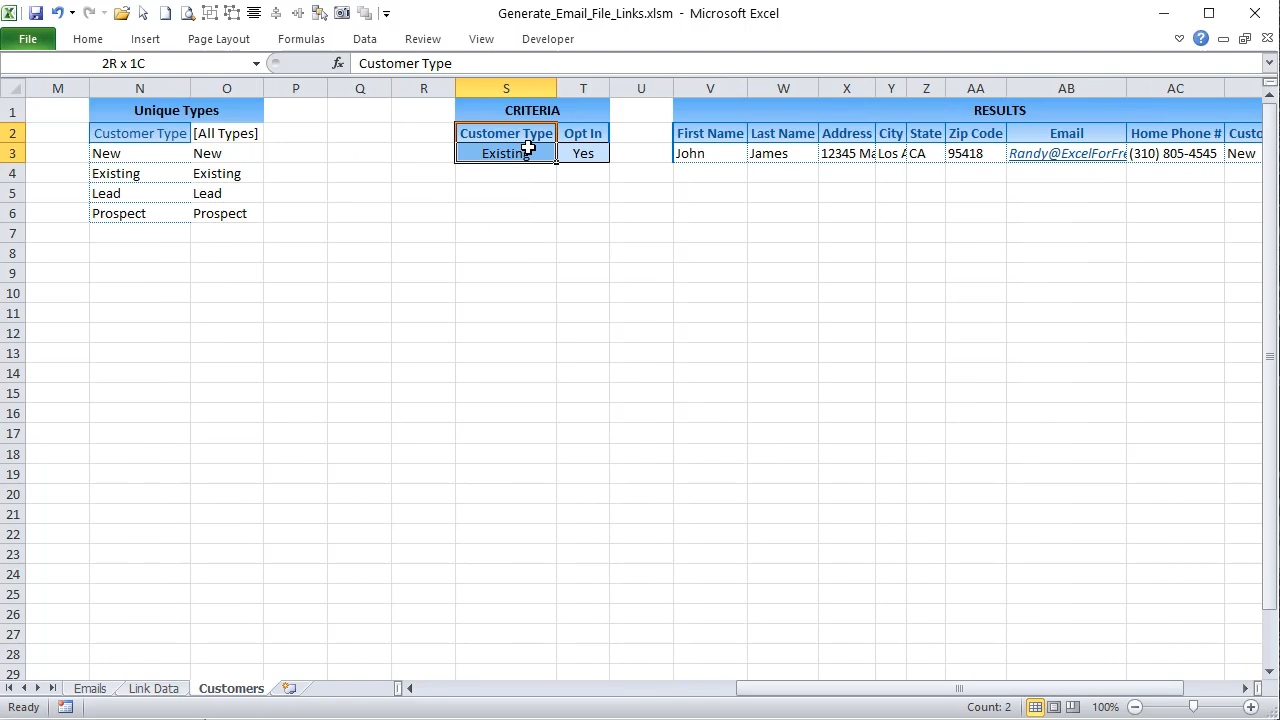 Generate_Email_File_Links.xlsm - Microsoft Excel
File Home Insert Page Layout Formulas Data Review View Developer
2R x 1C fx Customer Type
M N O P Q R S T U V W X Y Z AA AB AC
1 Unique Types CRITERIA RESULTS
2 Customer Type [All Types] Customer Type Opt In First Name Last Name Address City State Zip Code Email Home Phone # Custo
3 New New Existing Yes John James 12345 Ma Los A CA 95418 Randy@ExcelForFre (310) 805-4545 New
4 Existing Existing
5 Lead Lead
6 Prospect Prospect
7
8
9
10
11
12
13
14
15
16
17
18
19
20
21
22
23
24
25
26
27
28
29
Emails Link Data Customers
Ready Count: 2 100%